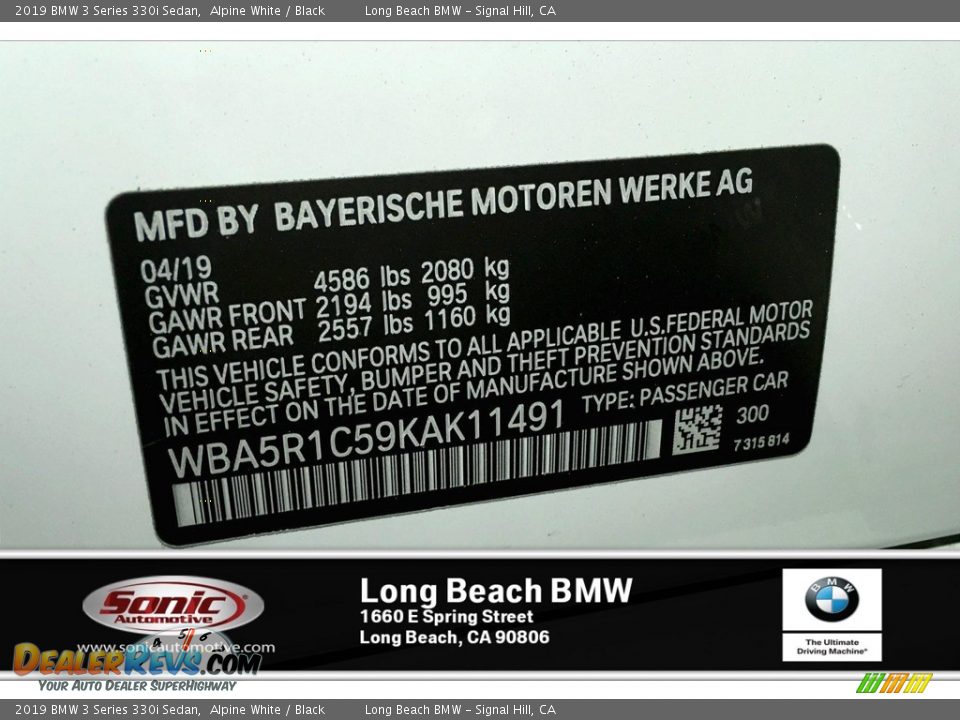 2019 BMW 3 Series 330i Sedan,  Alpine White / Black  Long Beach BMW – Signal Hill, CA
MFD BY BAYERISCHE MOTOREN WERKE AG
04/19
GVWR 4586 lbs 2080 kg
GAWR FRONT 2194 lbs 995 kg
GAWR REAR 2557 lbs 1160 kg
THIS VEHICLE CONFORMS TO ALL APPLICABLE U.S.FEDERAL MOTOR
VEHICLE SAFETY, BUMPER AND THEFT PREVENTION STANDARDS
IN EFFECT ON THE DATE OF MANUFACTURE SHOWN ABOVE.
WBA5R1C59KAK11491 TYPE: PASSENGER CAR
300
7315814
Sonic
Automotive
www.sonicautomotive.com
Long Beach BMW
1660 E Spring Street
Long Beach, CA 90806
BMW
The Ultimate
Driving Machine®
4 5 6
DEALERREVS.COM
YOUR AUTO DEALER SUPERHIGHWAY
2019 BMW 3 Series 330i Sedan,  Alpine White / Black  Long Beach BMW – Signal Hill, CA